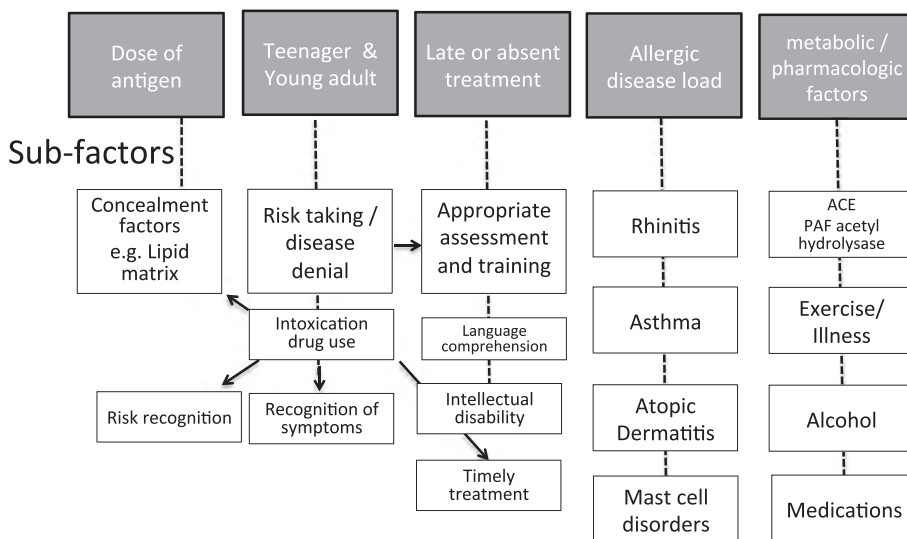 Dose of
antigen
Teenager &
Young adult
Late or absent
treatment
Allergic
disease load
metabolic /
pharmacologic
factors
Sub-factors
Concealment
factors
e.g. Lipid
matrix
Risk taking /
disease
denial
Appropriate
assessment
and training
Rhinitis
ACE
PAF acetyl
hydrolysase
Intoxication
drug use
Language
comprehension
Asthma
Exercise/
Illness
Risk recognition
Recognition of
symptoms
Intellectual
disability
Atopic
Dermatitis
Alcohol
Timely
treatment
Mast cell
disorders
Medications